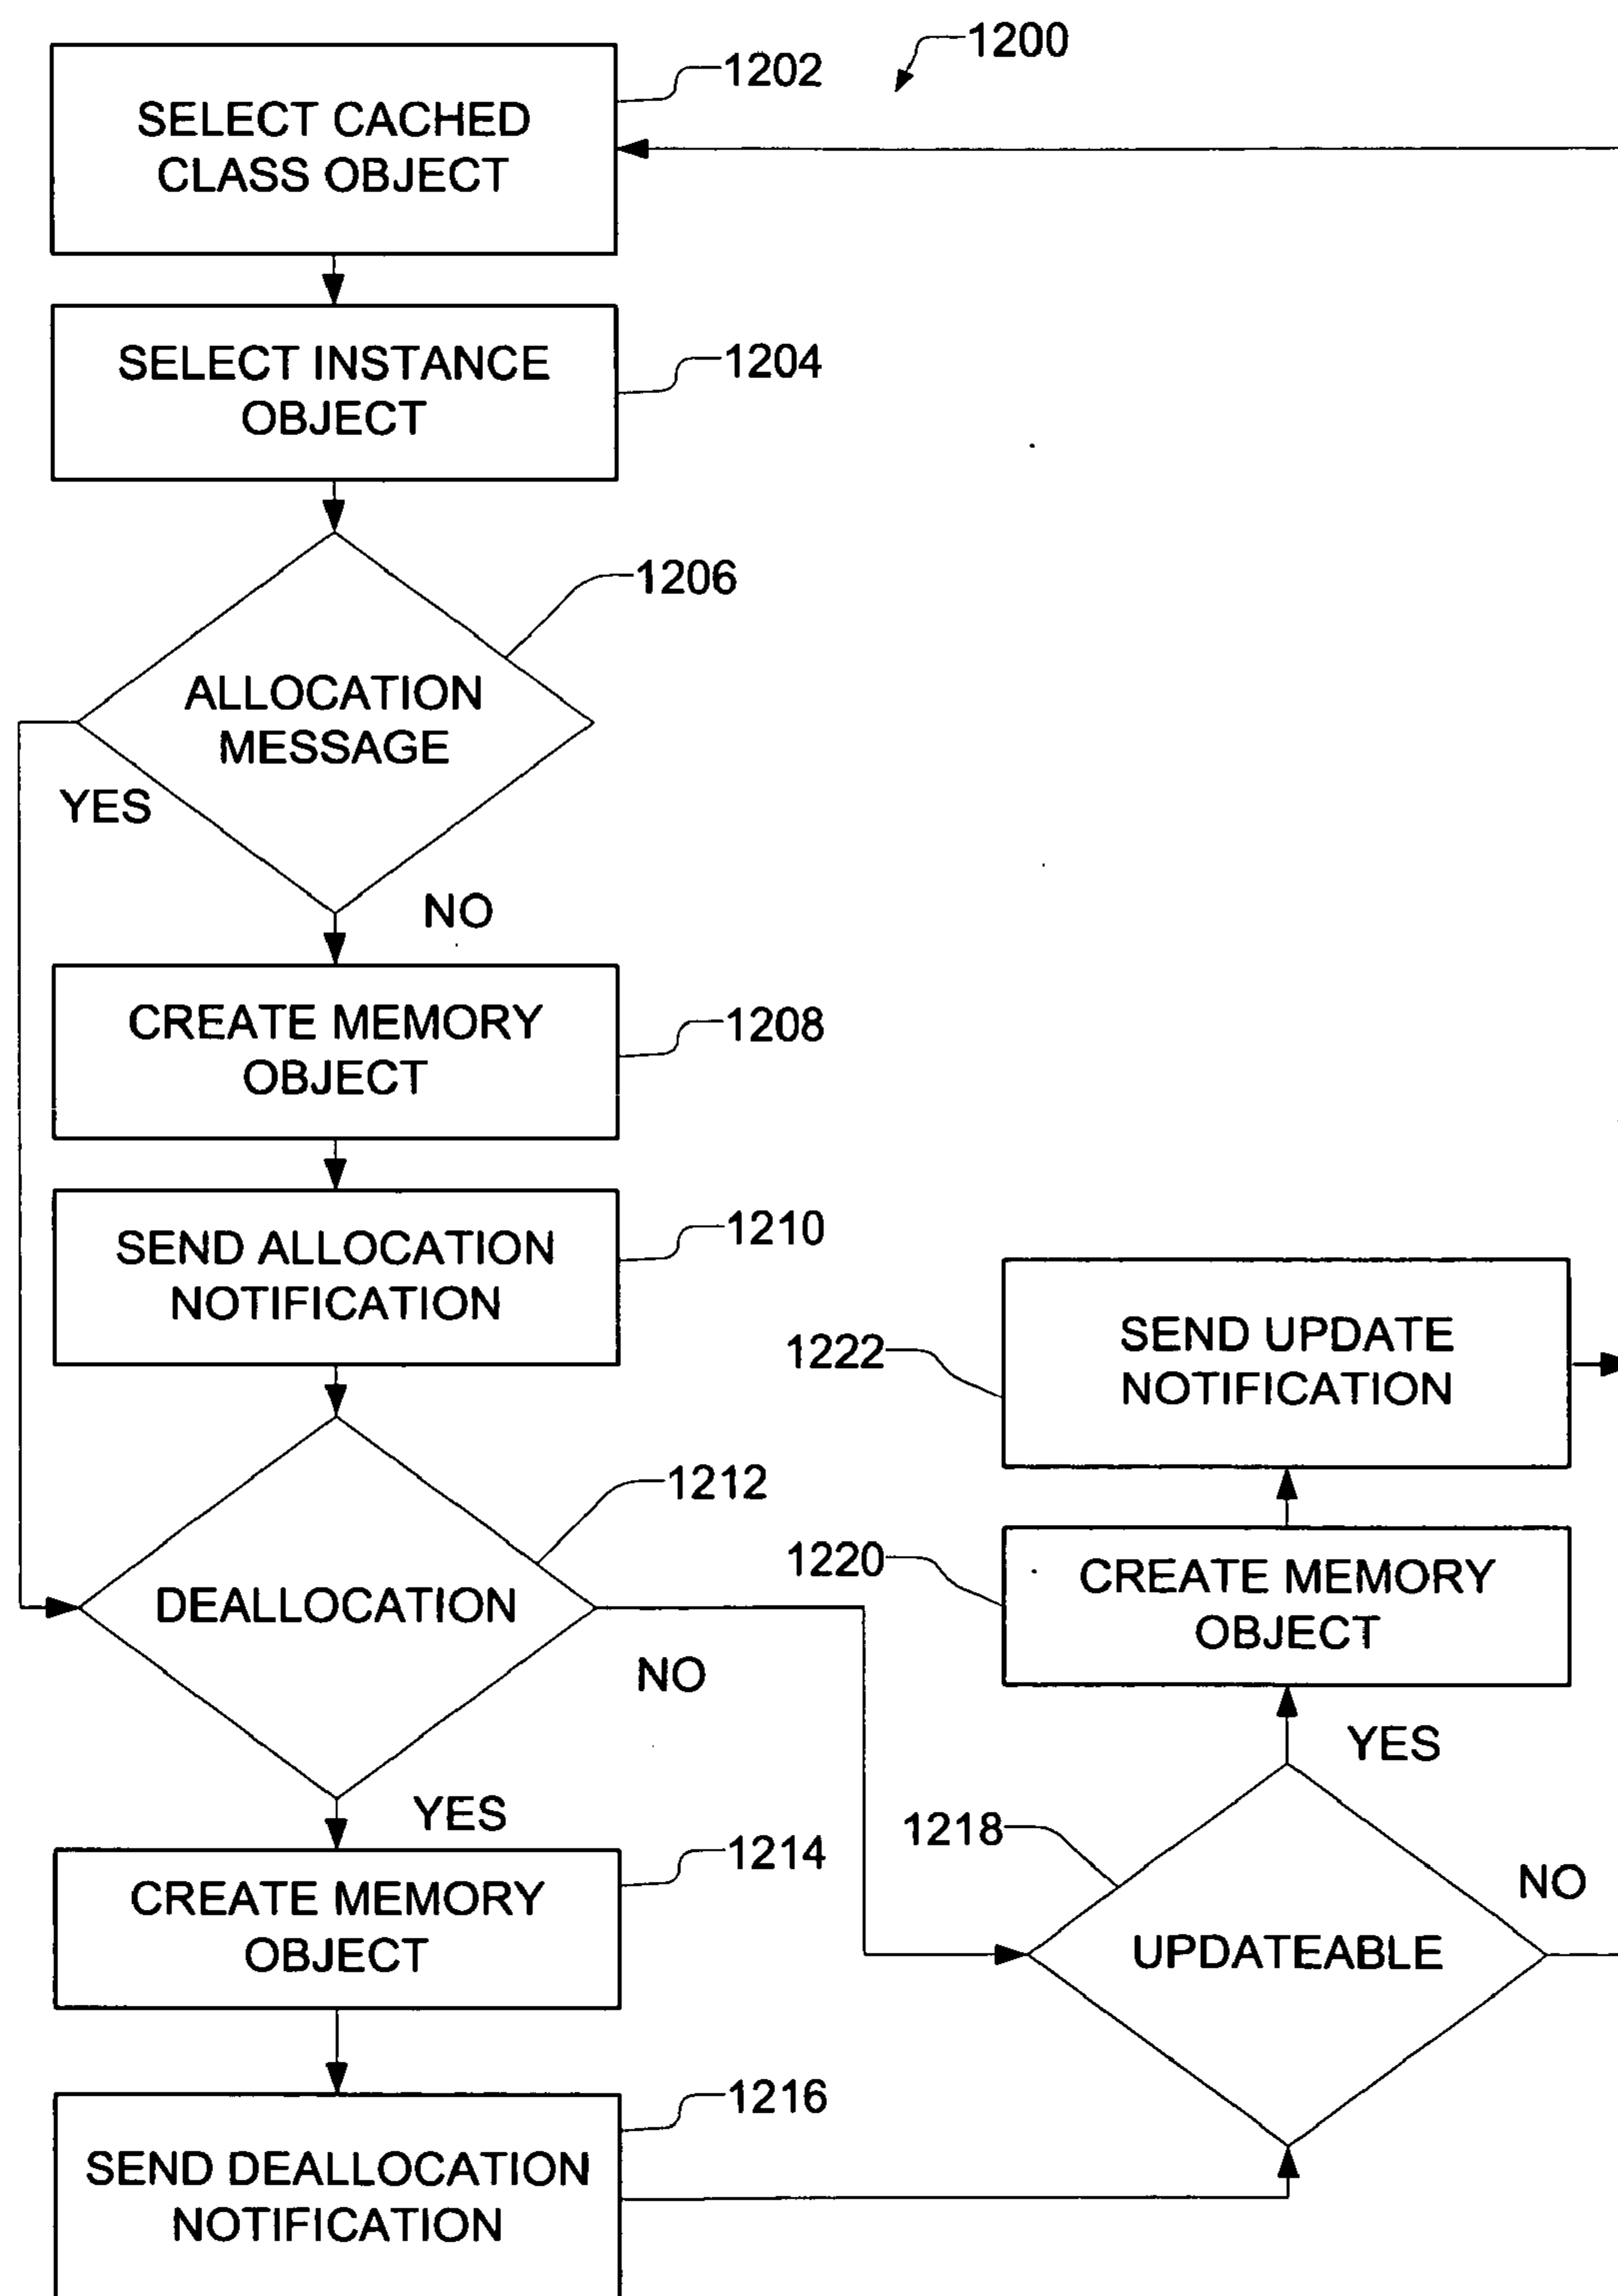 1200
SELECT CACHED
CLASS OBJECT
1202
SELECT INSTANCE
OBJECT
1204
ALLOCATION
MESSAGE
1206
YES
NO
CREATE MEMORY
OBJECT
1208
SEND ALLOCATION
NOTIFICATION
1210
DEALLOCATION
1212
NO
YES
CREATE MEMORY
OBJECT
1214
SEND DEALLOCATION
NOTIFICATION
1216
UPDATEABLE
1218
YES
NO
CREATE MEMORY
OBJECT
1220
SEND UPDATE
NOTIFICATION
1222